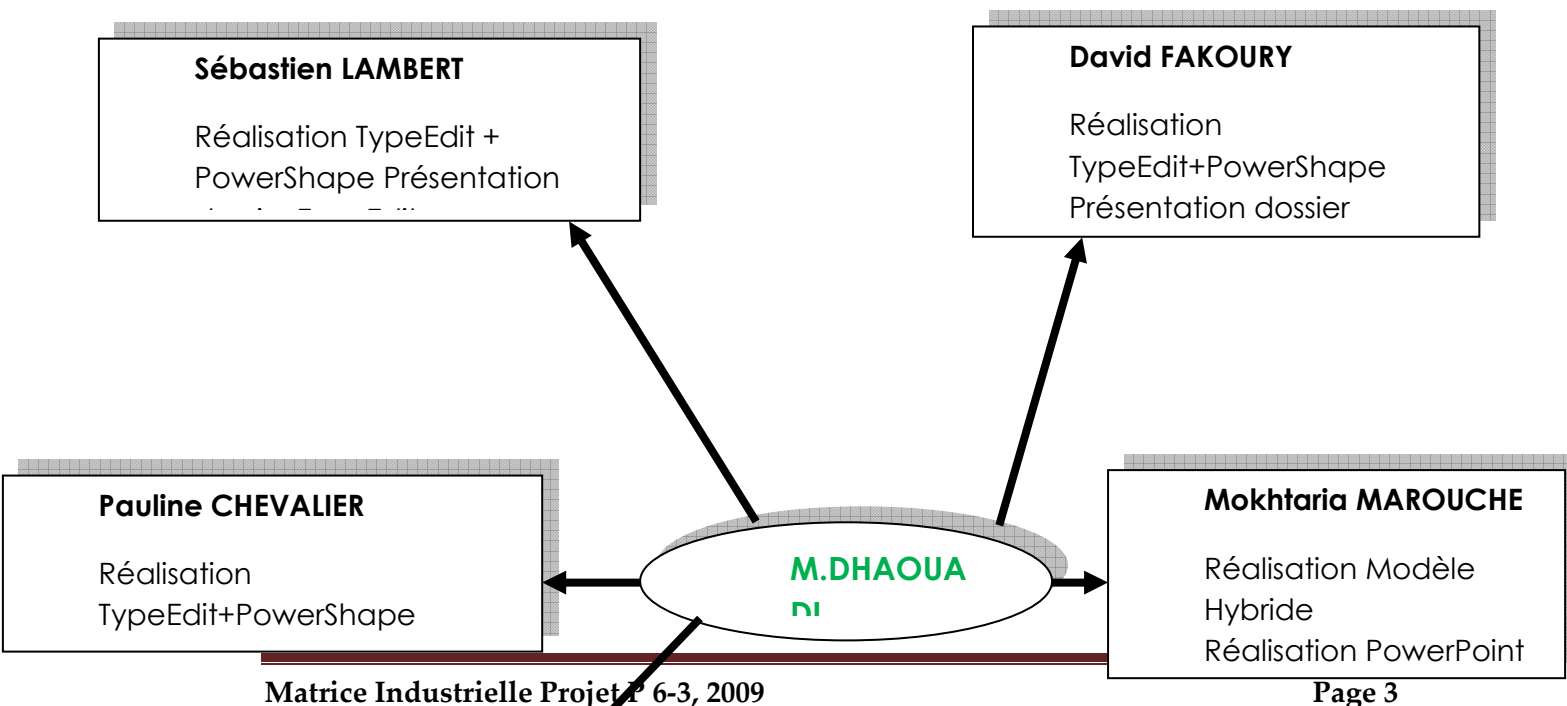 Sébastien LAMBERT
Réalisation TypeEdit +
PowerShape Présentation
David FAKOURY
Réalisation
TypeEdit+PowerShape
Présentation dossier
Pauline CHEVALIER
Réalisation
TypeEdit+PowerShape
M.DHAOUA
Mokhtaria MAROUCHE
Réalisation Modèle
Hybride
Réalisation PowerPoint
Matrice Industrielle Projet P 6-3, 2009
Page 3